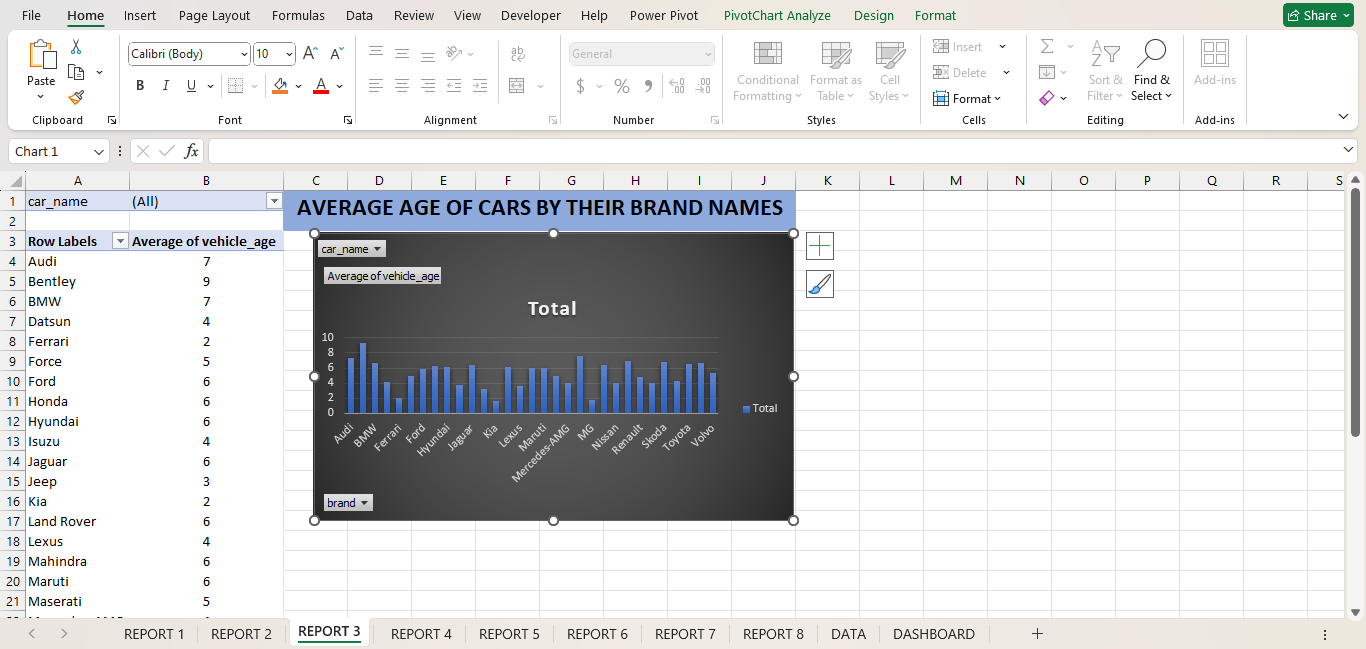 File Home Insert Page Layout Formulas Data Review View Developer Help Power Pivot PivotChart Analyze Design Format Share
Calibri (Body) 10 A^ A˅ ab c General Insert Σ A Z
Paste Delete Conditional Formatting Format as Table Cell Styles Sort & Filter Find & Select Add-ins
B I U A $ % 9 Format
Clipboard Font Alignment Number Styles Cells Editing Add-ins
Chart 1 fx
A B C D E F G H I J K L M N O P Q R S
1 car_name (All) AVERAGE AGE OF CARS BY THEIR BRAND NAMES
2
3 Row Labels Average of vehicle_age
4 Audi 7
5 Bentley 9
6 BMW 7
7 Datsun 4
8 Ferrari 2
9 Force 5
10 Ford 6
11 Honda 6
12 Hyundai 6
13 Isuzu 4
14 Jaguar 6
15 Jeep 3
16 Kia 2
17 Land Rover 6
18 Lexus 4
19 Mahindra 6
20 Maruti 6
21 Maserati 5
car_name
Average of vehicle_age
Total
10
8
6
4
2
0
Audi BMW Ferrari Ford Hyundai Jaguar Kia Lexus Maruti Mercedes-AMG MG Nissan Renault Skoda Toyota Volvo
Total
brand
REPORT 1 REPORT 2 REPORT 3 REPORT 4 REPORT 5 REPORT 6 REPORT 7 REPORT 8 DATA DASHBOARD